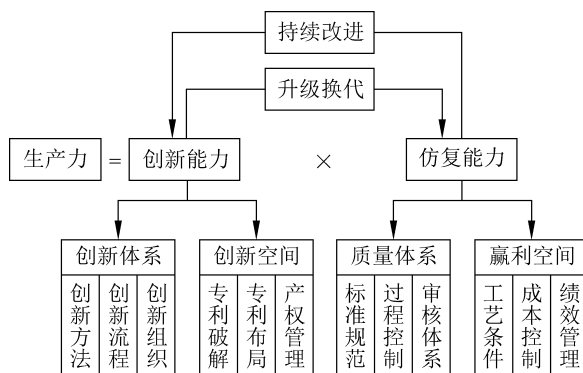 持续改进
升级换代
生产力 = 创新能力 × 仿复能力
创新体系
创新空间
质量体系
赢利空间
创新方法
创新流程
创新组织
专利破解
专利布局
产权管理
标准规范
过程控制
审核体系
工艺条件
成本控制
绩效管理